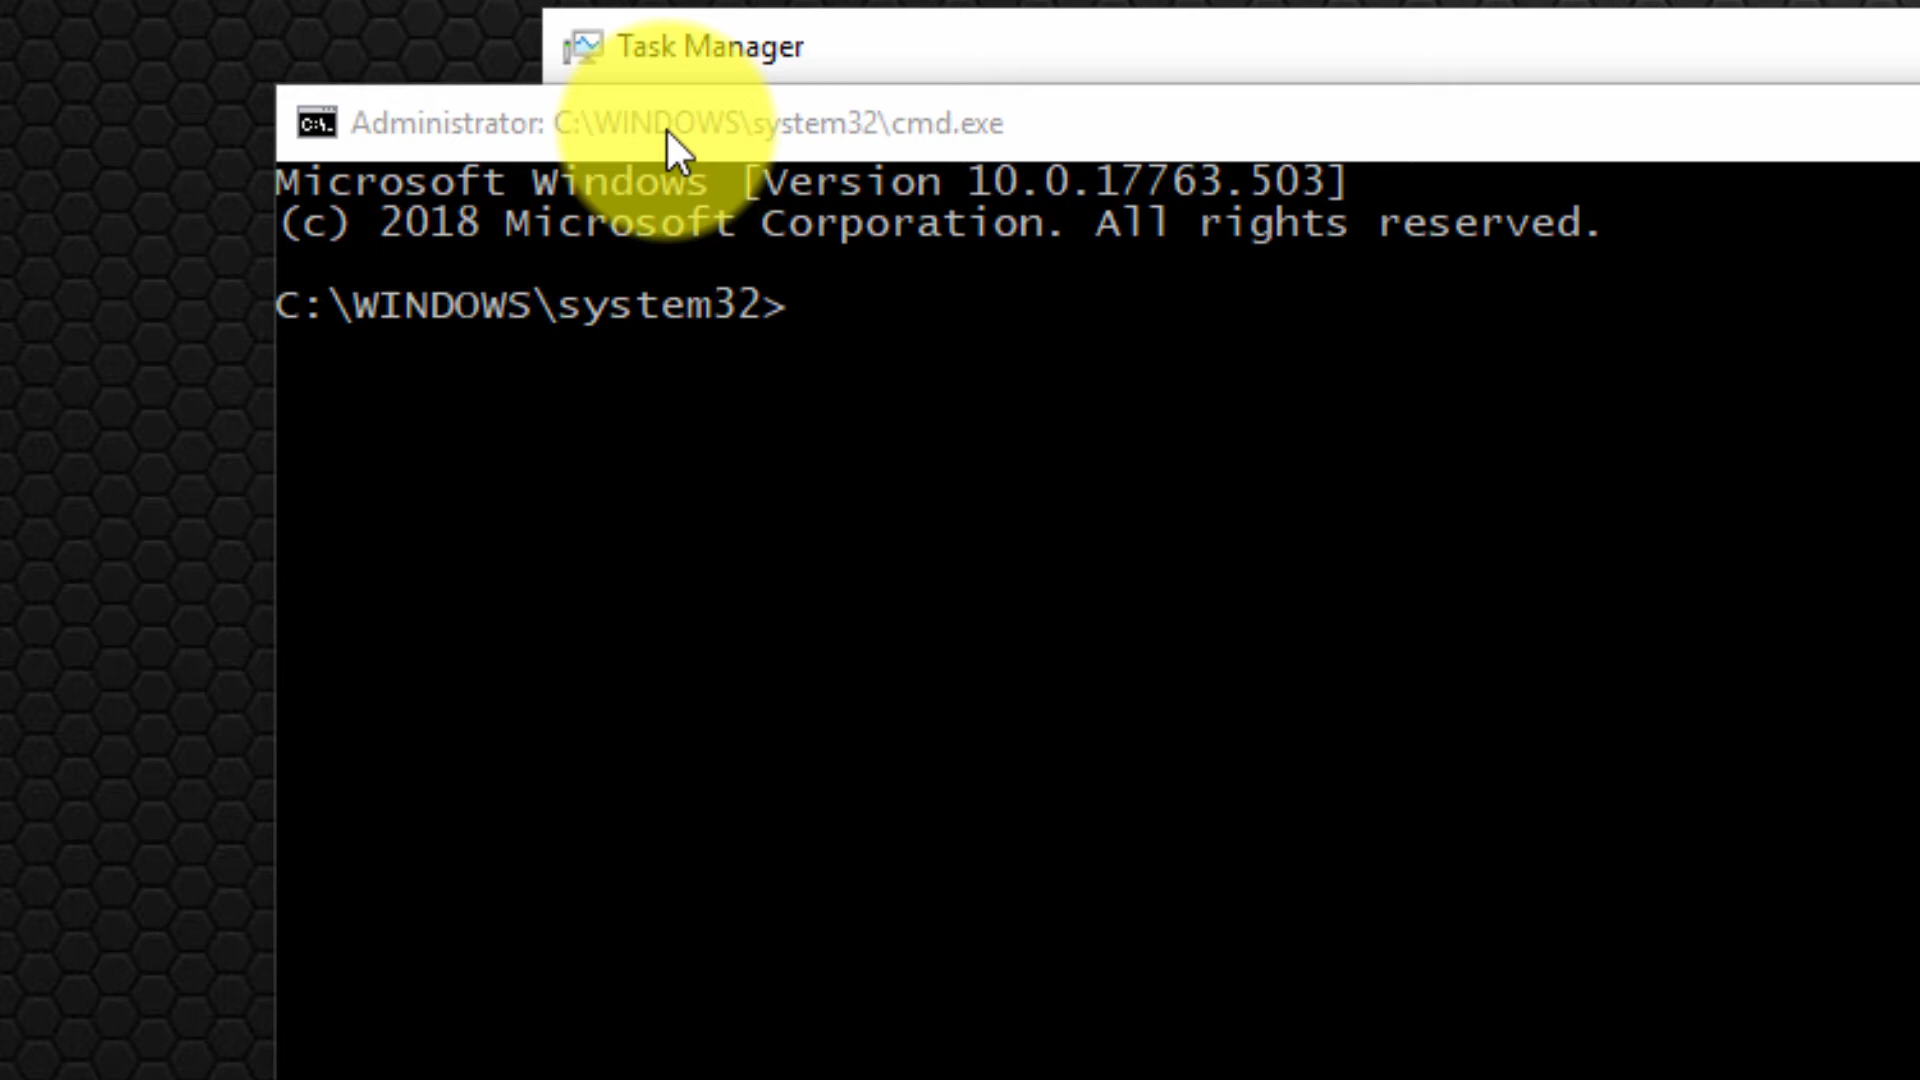 Task Manager
Administrator: C:\WINDOWS\system32\cmd.exe
Microsoft Windows [Version 10.0.17763.503]
(c) 2018 Microsoft Corporation. All rights reserved.
C:\WINDOWS\system32>